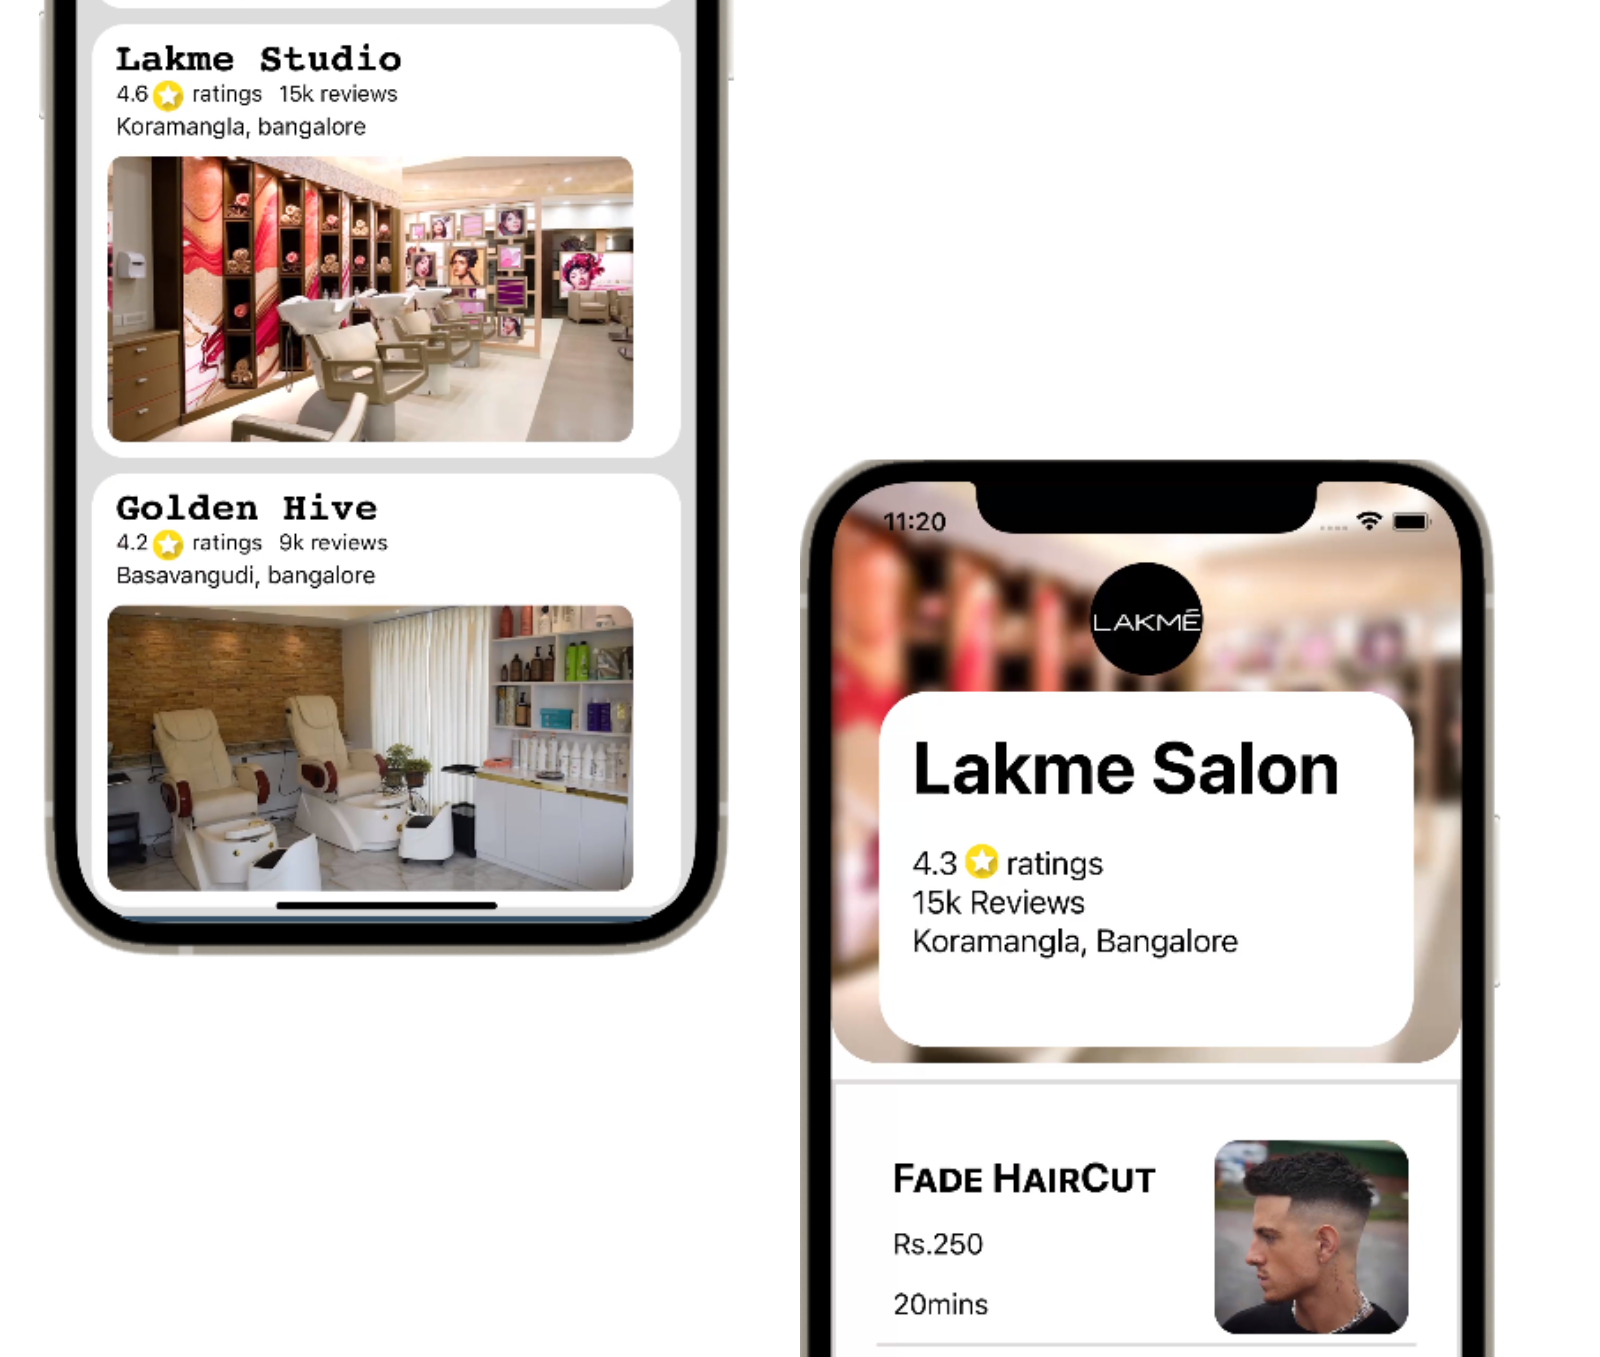 Lakme Studio
4.6 ratings 15k reviews
Koramangla, bangalore
Golden Hive
4.2 ratings 9k reviews
Basavangudi, bangalore
11:20
LAKMĒ
Lakme Salon
4.3 ratings
15k Reviews
Koramangla, Bangalore
FADE HAIRCUT
Rs.250
20mins